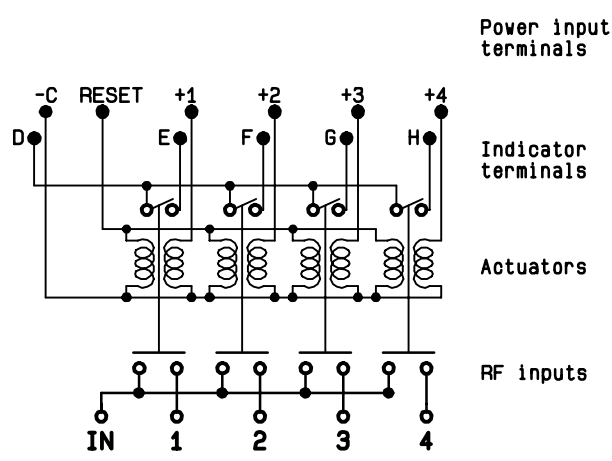 Power input
terminals
-C RESET +1 +2 +3 +4
D E F G H
Indicator
terminals
Actuators
RF inputs
IN 1 2 3 4